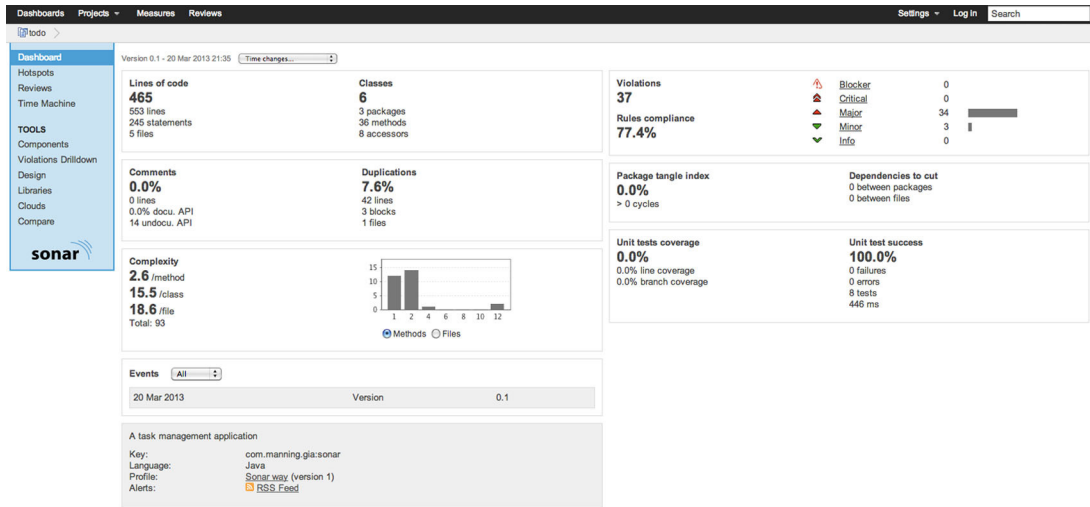 Dashboards Projects Measures Reviews Settings Log In Search
todo
Dashboard
Hotspots
Reviews
Time Machine
TOOLS
Components
Violations Drilldown
Design
Libraries
Clouds
Compare
sonar
Version 0.1 - 20 Mar 2013 21:35 Time changes...
Lines of code
465
553 lines
245 statements
5 files
Classes
6
3 packages
36 methods
8 accessors
Comments
0.0%
0 lines
0.0% docu. API
14 undocu. API
Duplications
7.6%
42 lines
3 blocks
1 files
Complexity
2.6 /method
15.5 /class
18.6 /file
Total: 93
15
10
5
0
1 2 4 6 8 10 12
Methods Files
Events All
20 Mar 2013 Version 0.1
A task management application
Key: com.manning.gia:sonar
Language: Java
Profile: Sonar way (version 1)
Alerts: RSS Feed
Violations
37
Rules compliance
77.4%
Blocker 0
Critical 0
Major 34
Minor 3
Info 0
Package tangle index
0.0%
> 0 cycles
Dependencies to cut
0 between packages
0 between files
Unit tests coverage
0.0%
0.0% line coverage
0.0% branch coverage
Unit test success
100.0%
0 failures
0 errors
8 tests
446 ms